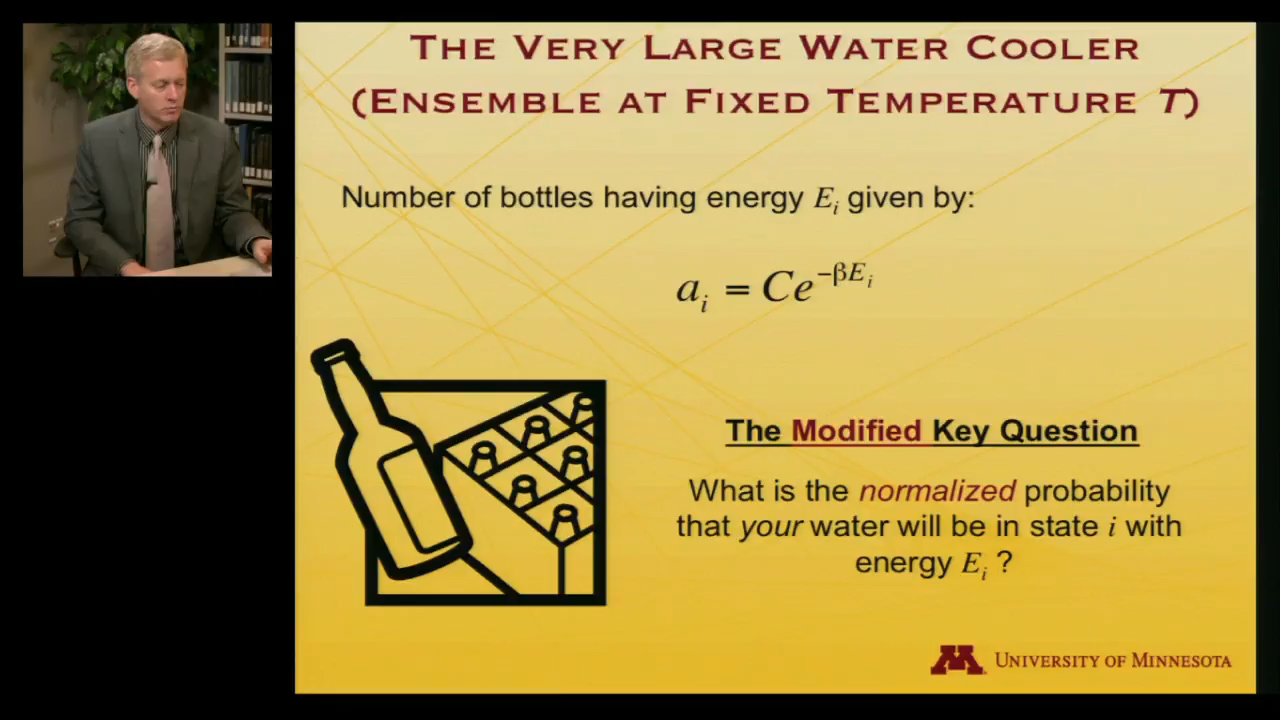 THE VERY LARGE WATER COOLER
(ENSEMBLE AT FIXED TEMPERATURE T)
Number of bottles having energy Eᵢ given by:
aᵢ = Ce^(−βEᵢ)
The Modified Key Question
What is the normalized probability
that your water will be in state i with
energy Eᵢ ?
M UNIVERSITY OF MINNESOTA